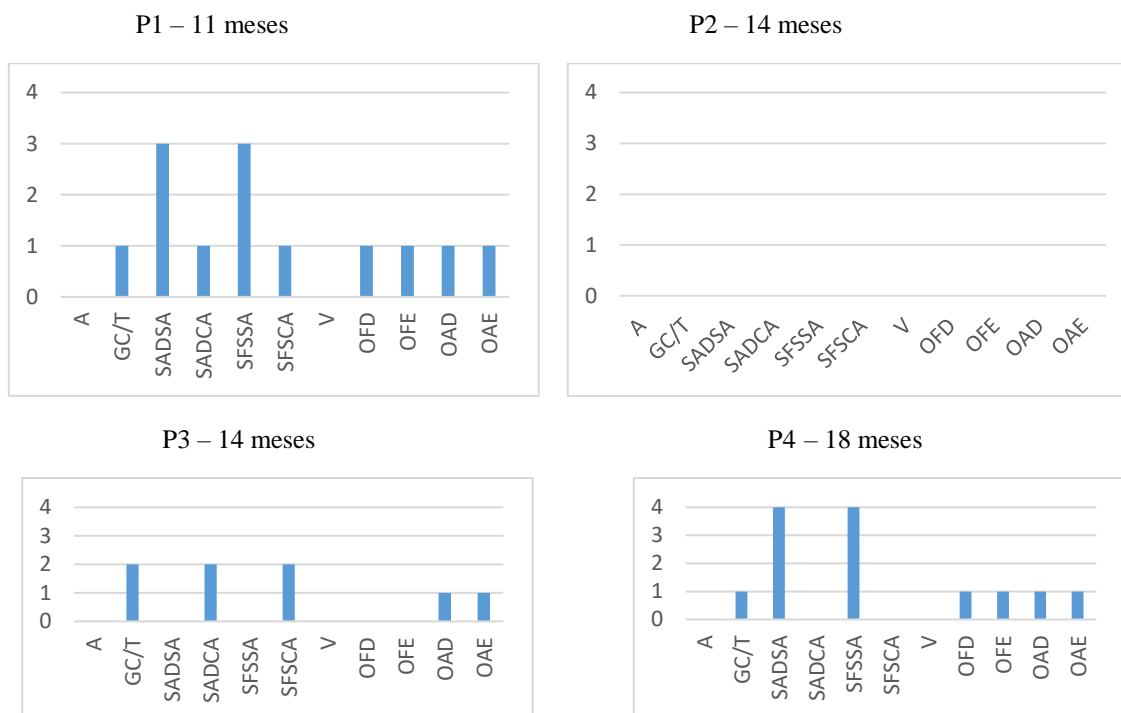 P1 – 11 meses
4
3
2
1
0
A
GC/T
SADSA
SADCA
SFSSA
SFSCA
V
OFD
OFE
OAD
OAE
P2 – 14 meses
4
3
2
1
0
A
GC/T
SADSA
SADCA
SFSSA
SFSCA
V
OFD
OFE
OAD
OAE
P3 – 14 meses
4
3
2
1
0
A
GC/T
SADSA
SADCA
SFSSA
SFSCA
V
OFD
OFE
OAD
OAE
P4 – 18 meses
4
3
2
1
0
A
GC/T
SADSA
SADCA
SFSSA
SFSCA
V
OFD
OFE
OAD
OAE